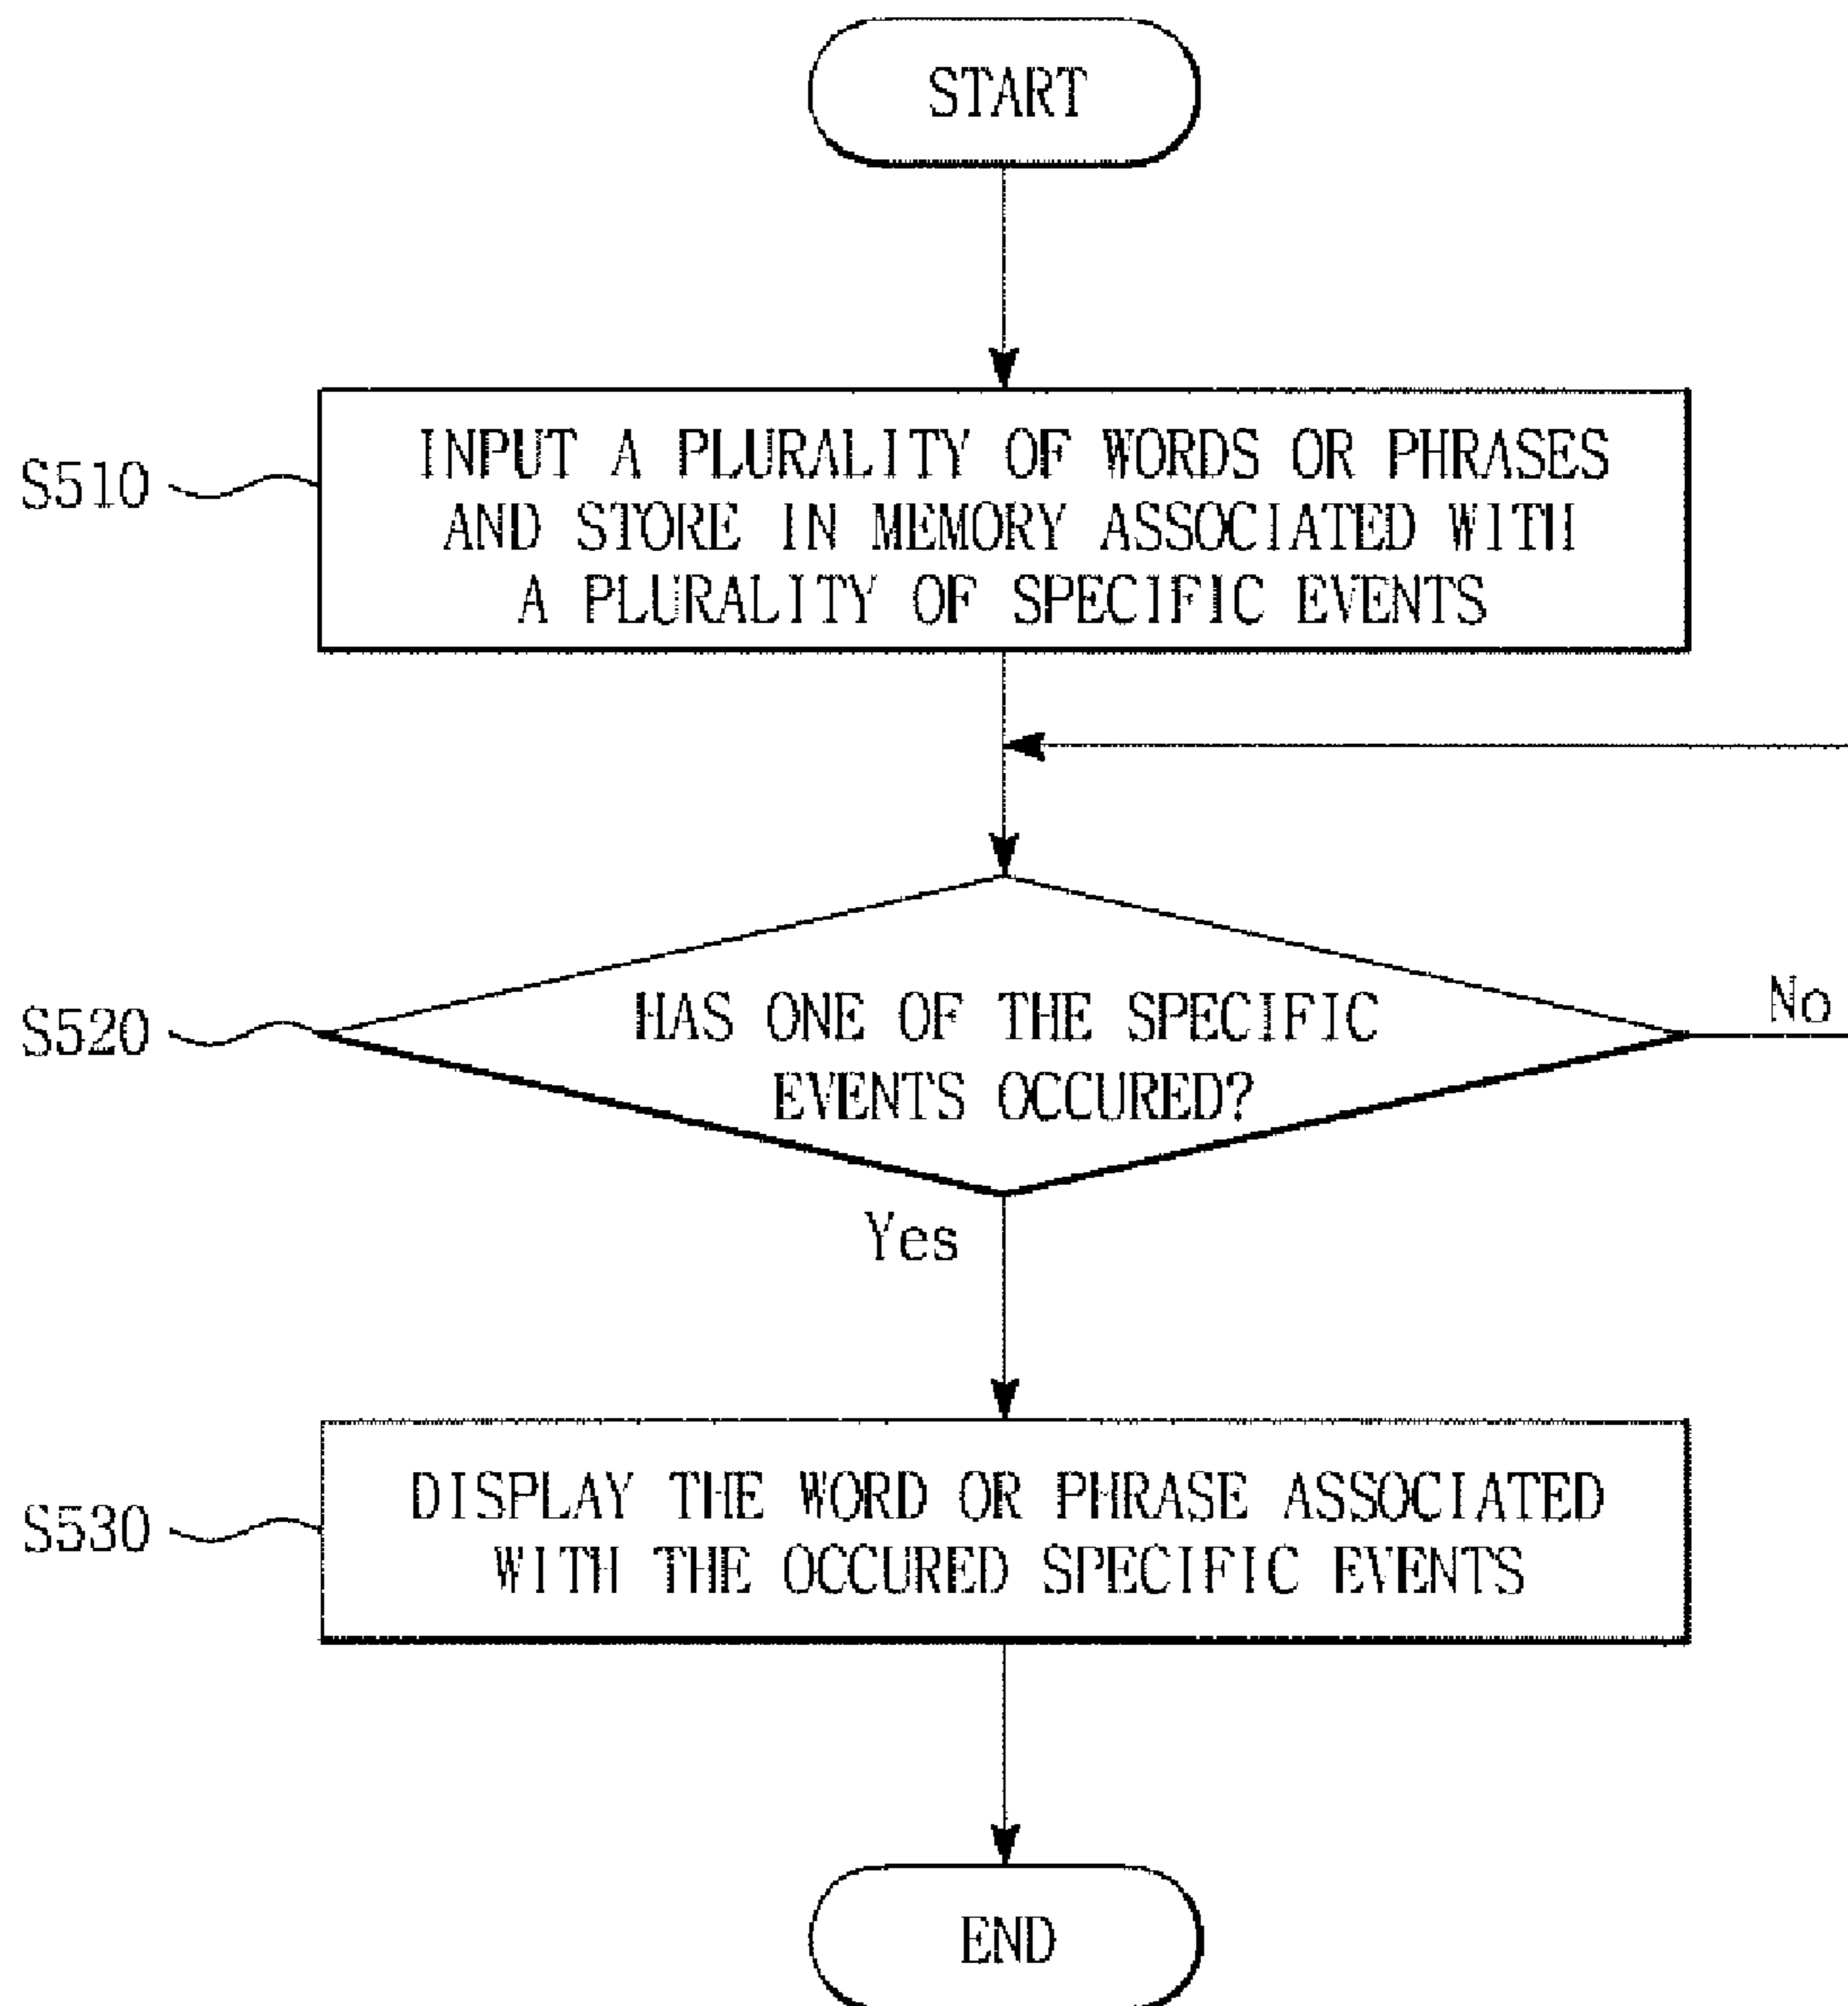 START
S510
INPUT A PLURALITY OF WORDS OR PHRASES
AND STORE IN MEMORY ASSOCIATED WITH
A PLURALITY OF SPECIFIC EVENTS
S520
HAS ONE OF THE SPECIFIC
EVENTS OCCURED?
No
Yes
S530
DISPLAY THE WORD OR PHRASE ASSOCIATED
WITH THE OCCURED SPECIFIC EVENTS
END